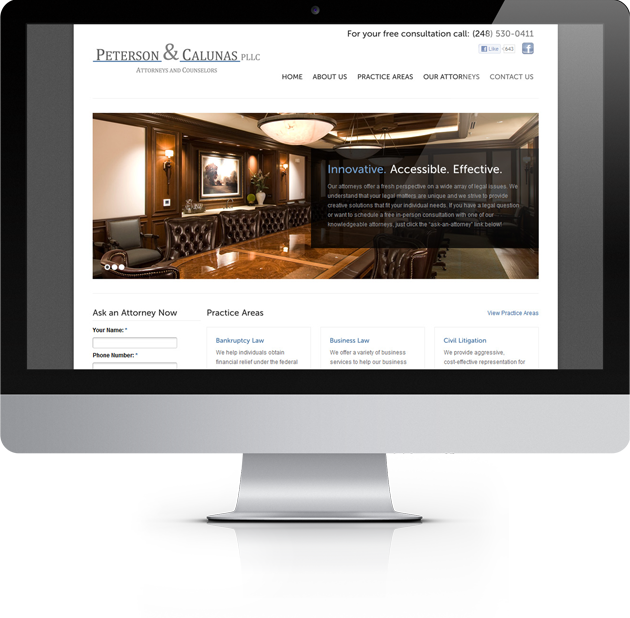 For your free consultation call: (248) 530-0411
Like 643
PETERSON & CALUNAS PLLC
ATTORNEYS AND COUNSELORS
HOME ABOUT US PRACTICE AREAS OUR ATTORNEYS CONTACT US
Innovative. Accessible. Effective.
Our attorneys offer a fresh perspective on a wide array of legal issues. We
understand that your legal matters are unique and we strive to provide
creative solutions that fit your individual needs. If you have a legal question
or want to schedule a free in-person consultation with one of our
knowledgeable attorneys, just click the "ask-an-attorney" link below!
Ask an Attorney Now
Your Name: *
Phone Number: *
Practice Areas
View Practice Areas
Bankruptcy Law
We help individuals obtain
financial relief under the federal
Business Law
We offer a variety of business
services to help our business
Civil Litigation
We provide aggressive,
cost-effective representation for